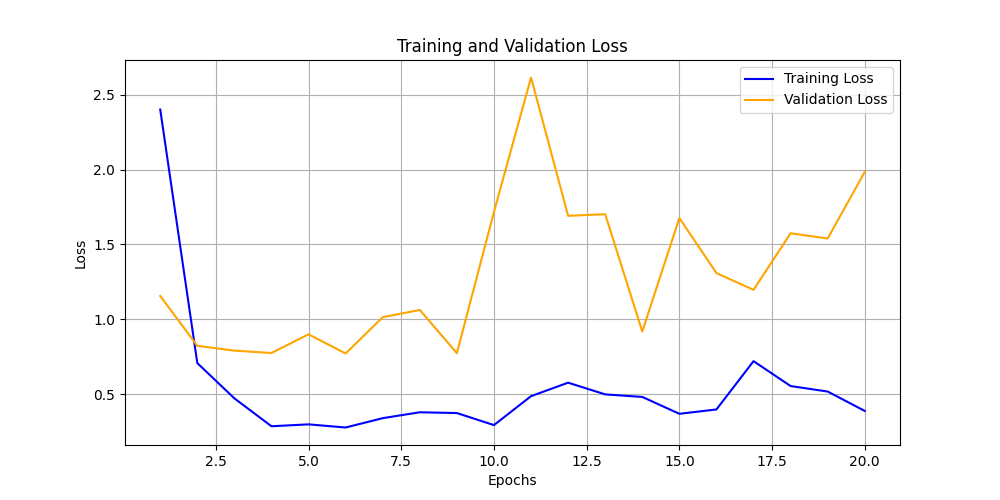 Training and Validation Loss
Training Loss
Validation Loss
2.5
2.0
1.5
1.0
0.5
Loss
2.5 5.0 7.5 10.0 12.5 15.0 17.5 20.0
Epochs